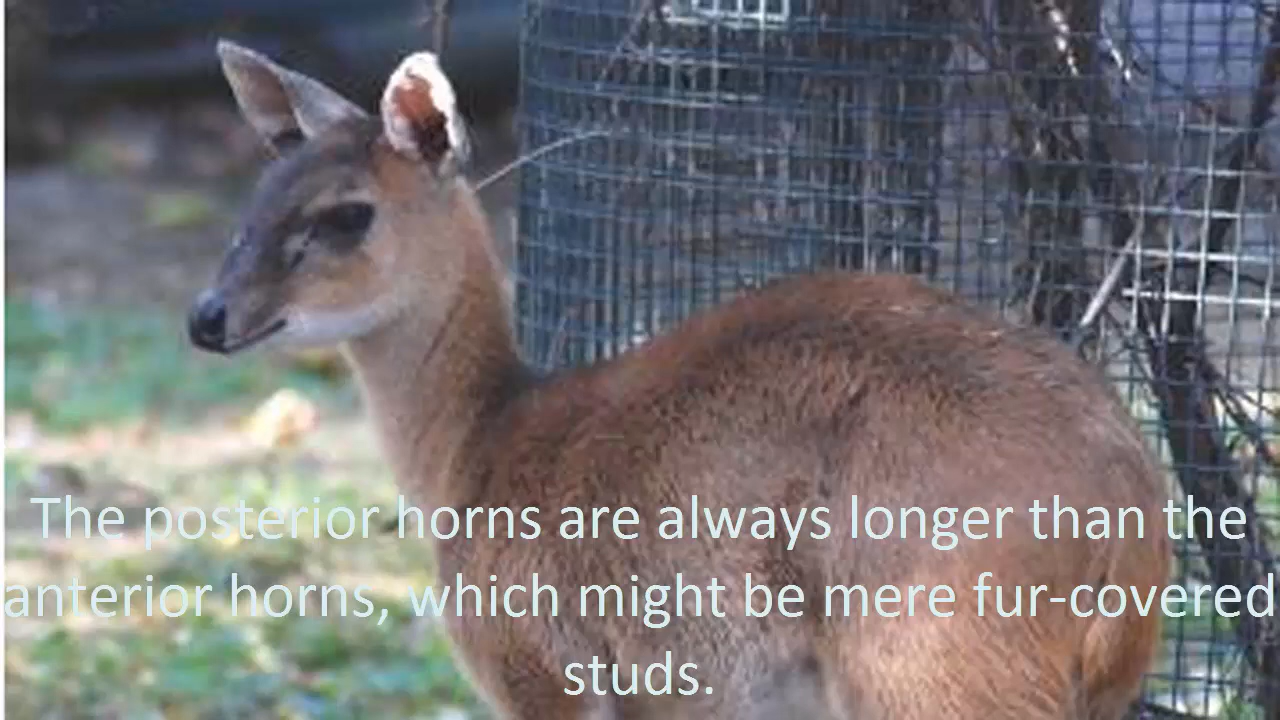 The posterior horns are always longer than the
anterior horns, which might be mere fur-covered
studs.